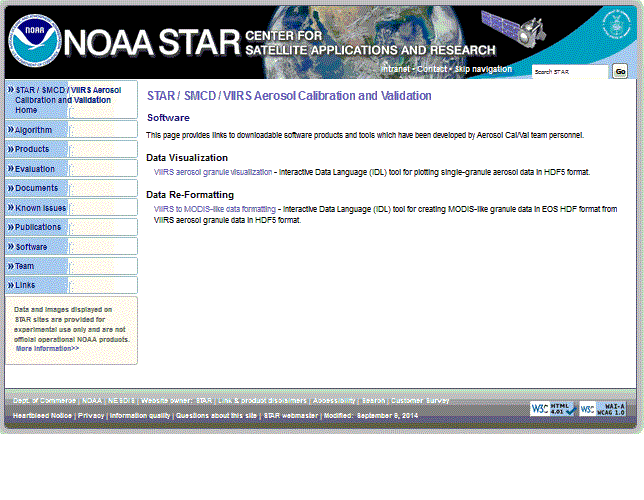 NOAA
NOAA STAR CENTER FOR
SATELLITE APPLICATIONS AND RESEARCH
Intranet - Contact - Skip navigation
Search STAR
Go
» STAR / SMCD / VIIRS Aerosol
Calibration and Validation
Home
» Algorithm
» Products
» Evaluation
» Documents
» Known Issues
» Publications
» Software
» Team
» Links
Data and images displayed on
STAR sites are provided for
experimental use only and are not
official operational NOAA products.
More information>>
STAR / SMCD / VIIRS Aerosol Calibration and Validation
Software
This page provides links to downloadable software products and tools which have been developed by Aerosol Cal/Val team personnel.
Data Visualization
VIIRS aerosol granule visualization - Interactive Data Language (IDL) tool for plotting single-granule aerosol data in HDF5 format.
Data Re-Formatting
VIIRS to MODIS-like data formatting - Interactive Data Language (IDL) tool for creating MODIS-like granule data in EOS HDF format from
VIIRS aerosol granule data in HDF5 format.
Dept. of Commerce | NOAA | NESDIS | Website owner: STAR | Link & product disclaimers | Accessibility | Search | Customer Survey
Heartbleed Notice | Privacy | Information quality | Questions about this site | STAR webmaster | Modified: September 8, 2014
W3C HTML 4.01
W3C WAI-A WCAG 1.0